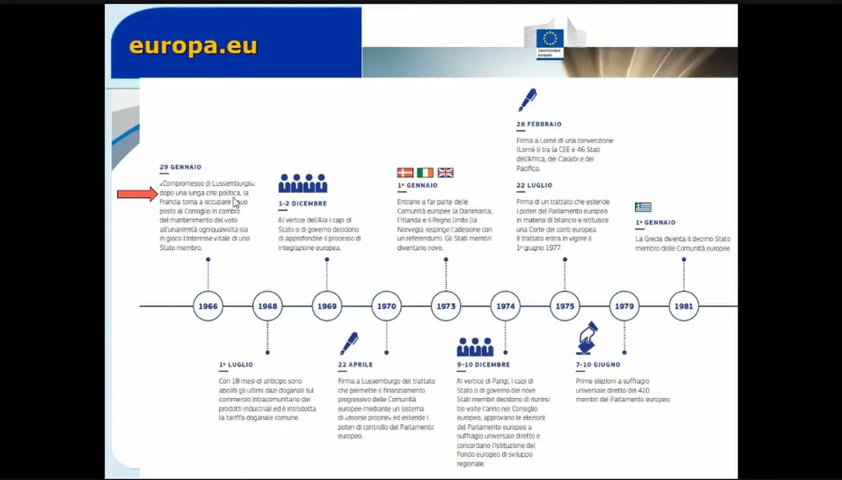 europa.eu
Commissione
europea
29 GENNAIO
«Compromesso di Lussemburgo»:
dopo una lunga crisi politica, la
Francia torna a occupare il suo
posto al Consiglio in cambio
del mantenimento del voto
all'unanimità ogniqualvolta sia
in gioco l'interesse vitale di uno
Stato membro.
1-2 DICEMBRE
Al vertice dell'Aia i capi di
Stato o di governo decidono
di approfondire il processo di
integrazione europea.
1° GENNAIO
Entrano a far parte delle
Comunità europee la Danimarca,
l'Irlanda e il Regno Unito (la
Norvegia respinge l'adesione con
un referendum). Gli Stati membri
diventano nove.
28 FEBBRAIO
Firma a Lomé di una convenzione
(Lomé I) tra la CEE e 46 Stati
dell'Africa, dei Caraibi e del
Pacifico.
22 LUGLIO
Firma di un trattato che estende
i poteri del Parlamento europeo
in materia di bilancio e istituisce
una Corte dei conti europea.
Il trattato entra in vigore il
1° giugno 1977.
1° GENNAIO
La Grecia diventa il decimo Stato
membro delle Comunità europee.
1966
1968
1969
1970
1973
1974
1975
1979
1981
1° LUGLIO
Con 18 mesi di anticipo sono
aboliti gli ultimi dazi doganali sul
commercio intracomunitario dei
prodotti industriali ed è introdotta
la tariffa doganale comune.
22 APRILE
Firma a Lussemburgo del trattato
che permette il finanziamento
progressivo delle Comunità
europee mediante un sistema
di «risorse proprie» ed estende i
poteri di controllo del Parlamento
europeo.
9-10 DICEMBRE
Al vertice di Parigi, i capi di
Stato o di governo dei nove
Stati membri decidono di riunirsi
tre volte l'anno nel Consiglio
europeo, approvano le elezioni
del Parlamento europeo a
suffragio universale diretto e
concordano l'istituzione del
Fondo europeo di sviluppo
regionale.
7-10 GIUGNO
Prime elezioni a suffragio
universale diretto dei 410
membri del Parlamento europeo.